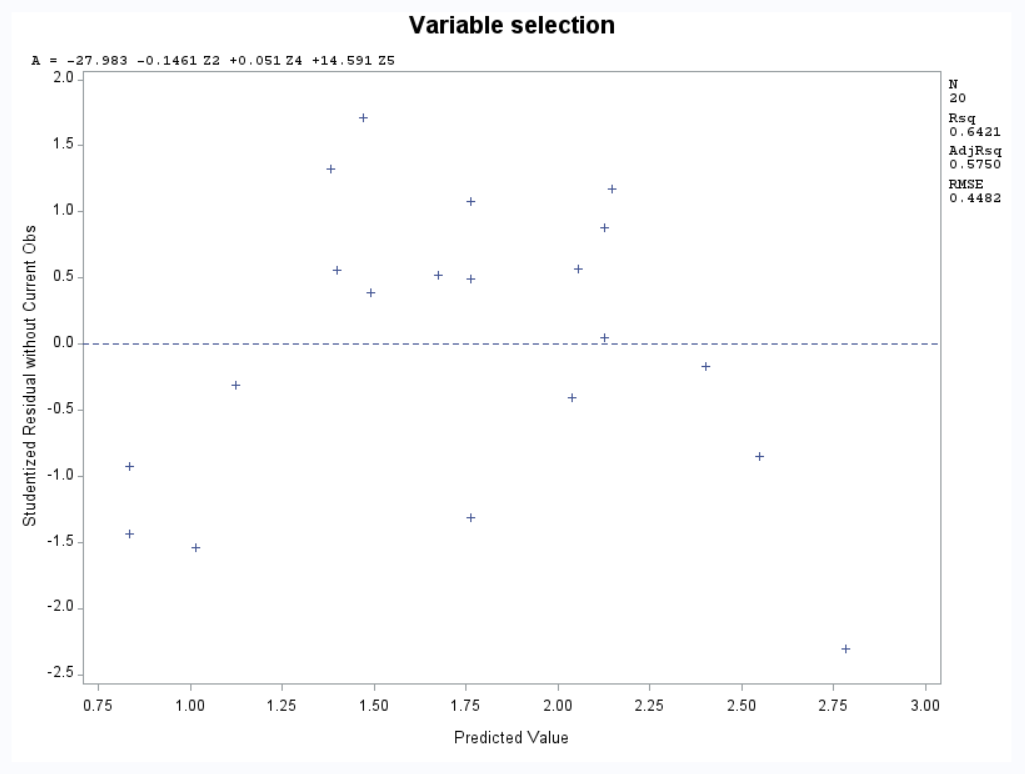 Variable selection
A = -27.983 -0.1461 Z2 +0.051 Z4 +14.591 Z5
2.0
1.5
1.0
0.5
0.0
-0.5
-1.0
-1.5
-2.0
-2.5
Studentized Residual without Current Obs
N
20
Rsq
0.6421
AdjRsq
0.5750
RMSE
0.4482
0.75 1.00 1.25 1.50 1.75 2.00 2.25 2.50 2.75 3.00
Predicted Value